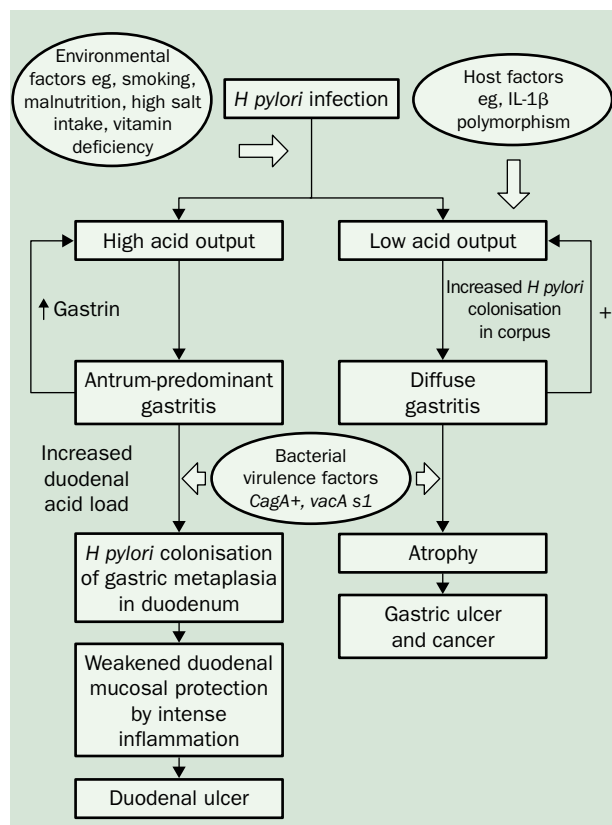 Environmental
factors eg, smoking,
malnutrition, high salt
intake, vitamin
deficiency
H pylori infection
Host factors
eg, IL-1β
polymorphism
High acid output
Low acid output
↑ Gastrin
Increased H pylori
colonisation
in corpus
+
Antrum-predominant
gastritis
Diffuse
gastritis
Increased
duodenal
acid load
Bacterial
virulence factors
CagA+, vacA s1
H pylori colonisation
of gastric metaplasia
in duodenum
Atrophy
Gastric ulcer
and cancer
Weakened duodenal
mucosal protection
by intense
inflammation
Duodenal ulcer